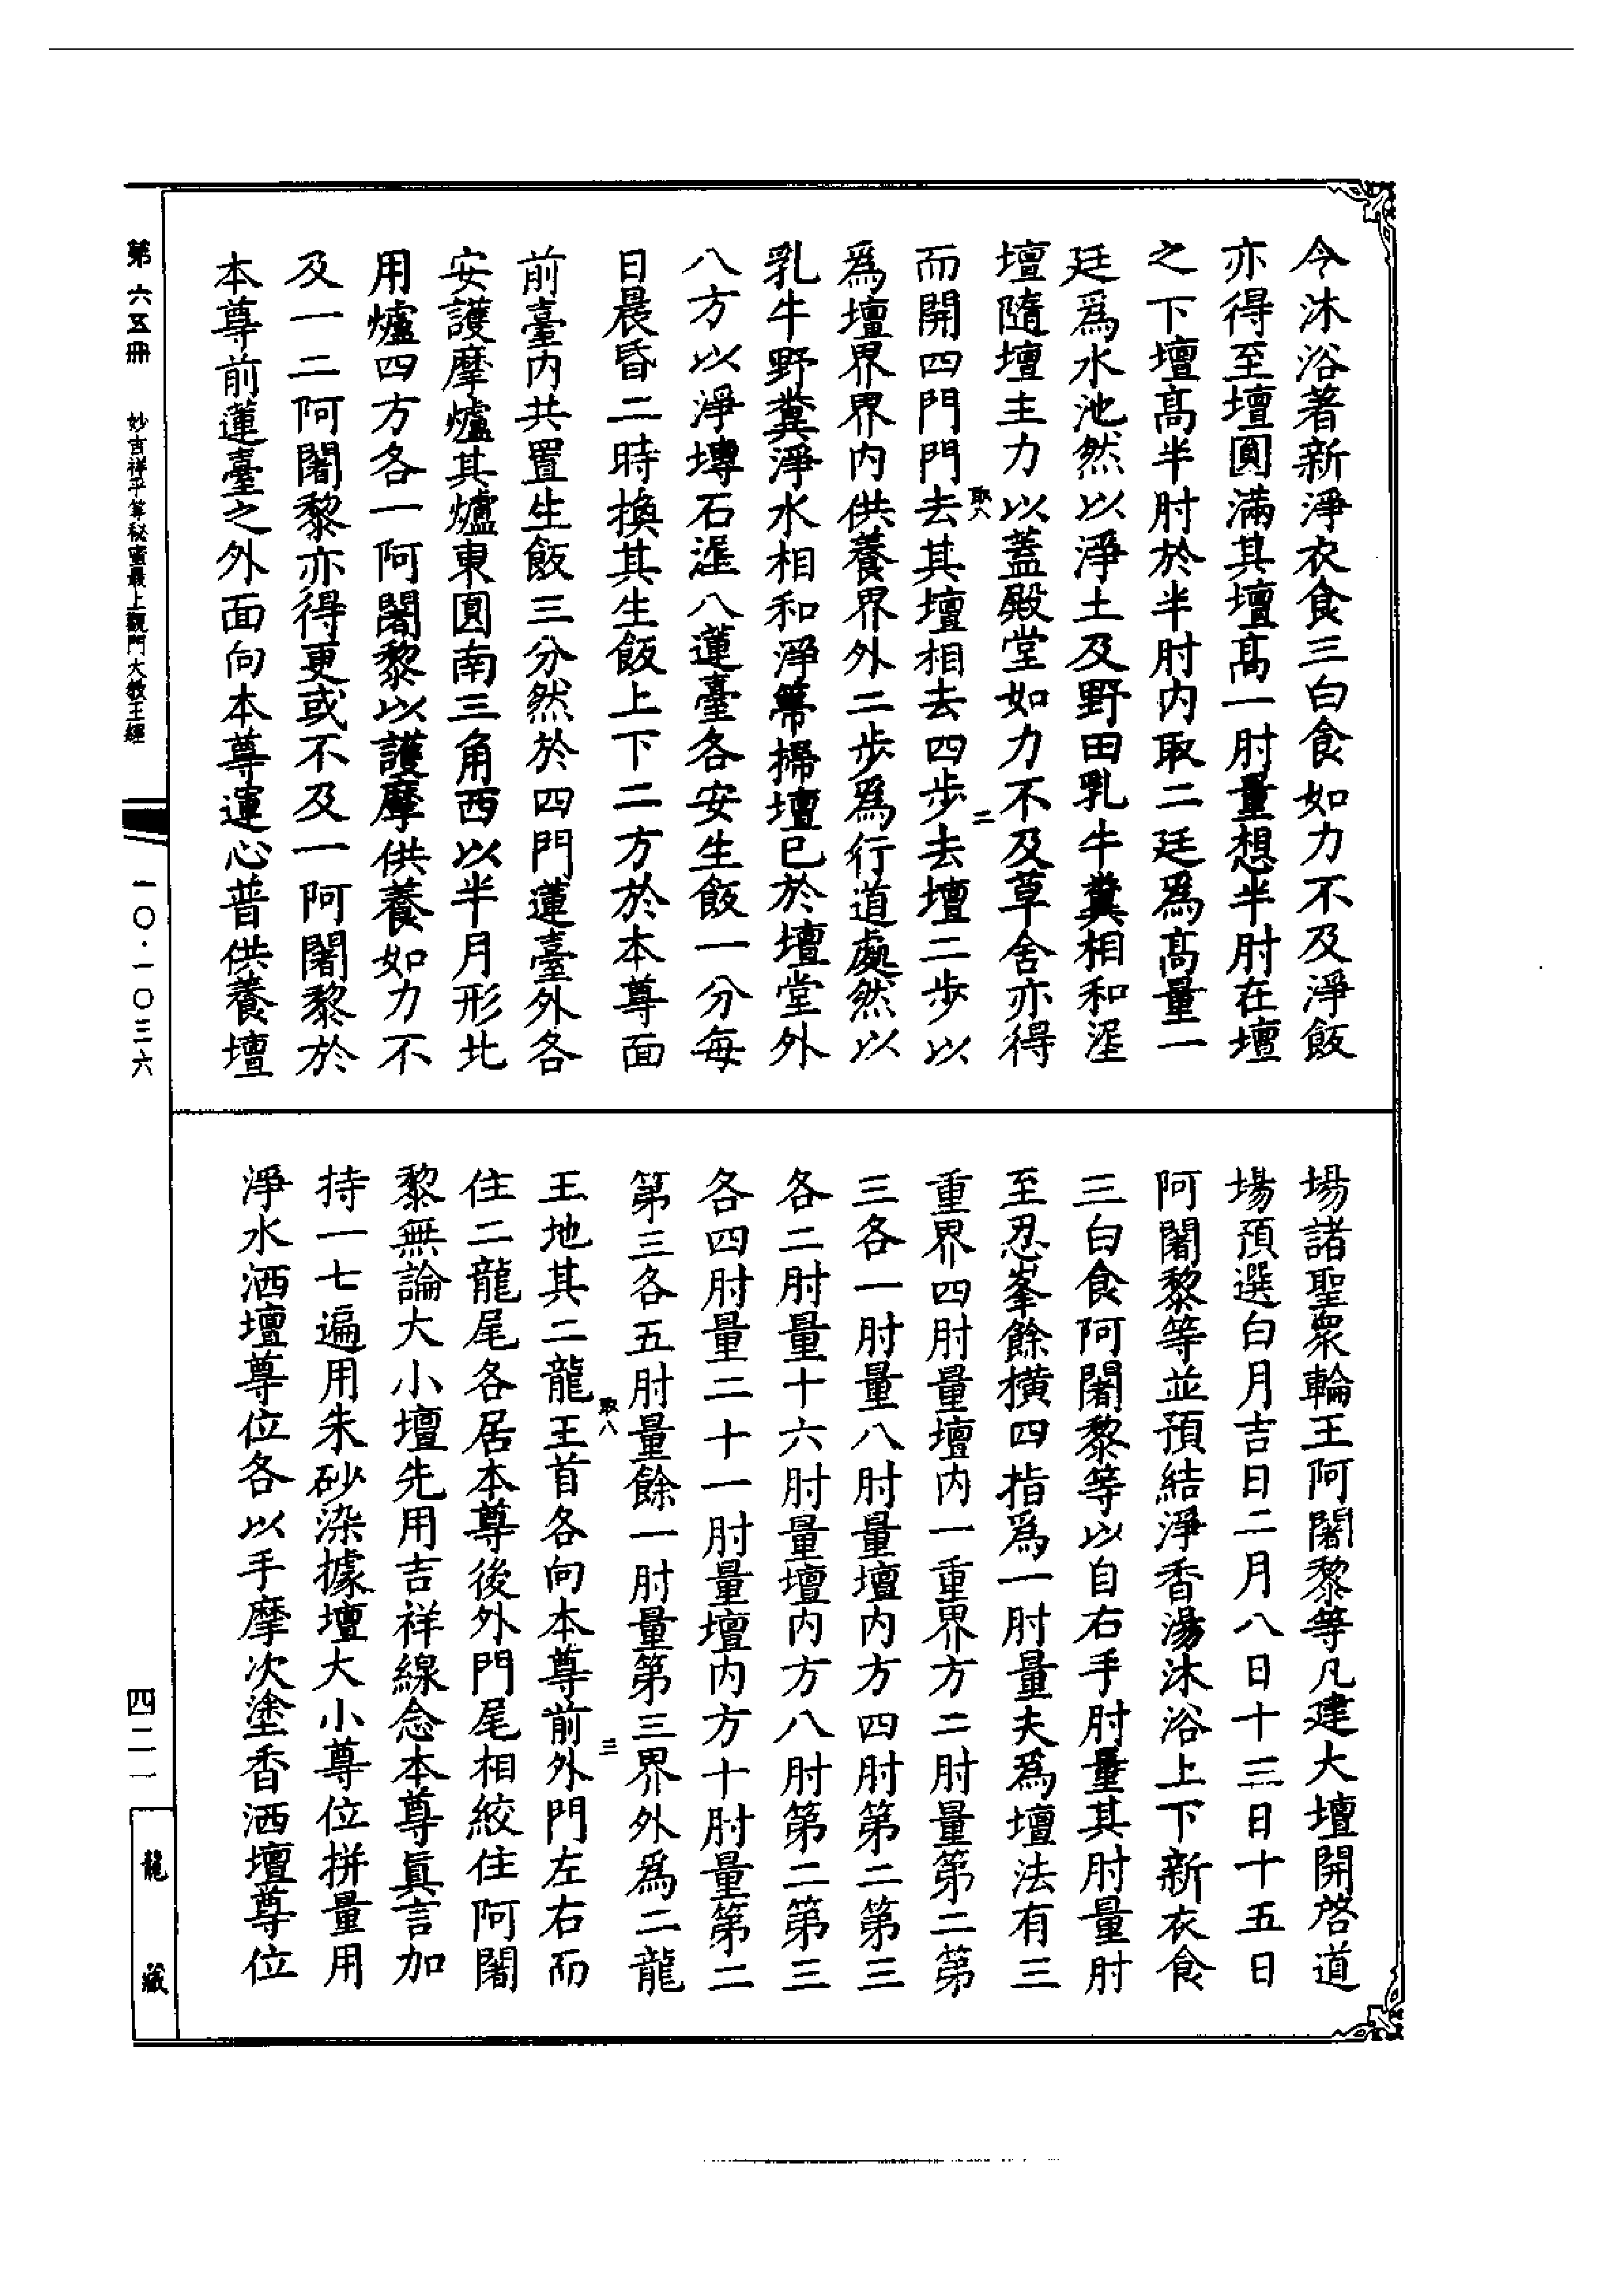 今沐浴著新淨衣食三白食如力不及淨飯
亦得至壇圓滿其壇高一肘量想半肘在壇
之下壇高半肘於半肘內取二廷爲高量一
廷爲水池然以淨土及野田乳牛糞相和埿
壇隨壇主力以蓋殿堂如力不及草舍亦得
取八
二
而開四門門去其壇相去四步去壇二步以
爲壇界界內供養界外二步爲行道處然以
乳牛野糞淨水相和淨箒掃壇已於壇堂外
八方以淨塼石埿八蓮臺各安生飯一分每
日晨昏二時換其生飯上下二方於本尊面
前臺內共置生飯三分然於四門蓮臺外各
安護摩爐其爐東圓南三角西以半月形北
用爐四方各一阿闍黎以護摩供養如力不
及一二阿闍黎亦得更或不及一阿闍黎於
本尊前蓮臺之外面向本尊運心普供養壇
場諸聖衆輪王阿闍黎等凡建大壇開啓道
場預選白月吉日二月八日十三日十五日
阿闍黎等並預結淨香湯沐浴上下新衣食
三白食阿闍黎等以自右手肘量其肘量肘
至忍峯餘橫四指爲一肘量夫爲壇法有三
重界四肘量壇內一重界方二肘量第二第
三各一肘量八肘量壇內方四肘第二第三
各二肘量十六肘量壇內方八肘第二第三
各四肘量二十一肘量壇內方十肘量第二
第三各五肘量餘一肘量第三界外爲二龍
取八
三
王地其二龍王首各向本尊前外門左右而
住二龍尾各居本尊後外門尾相絞住阿闍
黎無論大小壇先用吉祥線念本尊眞言加
持一七遍用朱砂染據壇大小尊位拼量用
淨水洒壇尊位各以手摩次塗香洒壇尊位
第六五冊
妙吉祥平等秘蜜最上觀門大教王經
一〇·一〇三六
四二一
龍藏